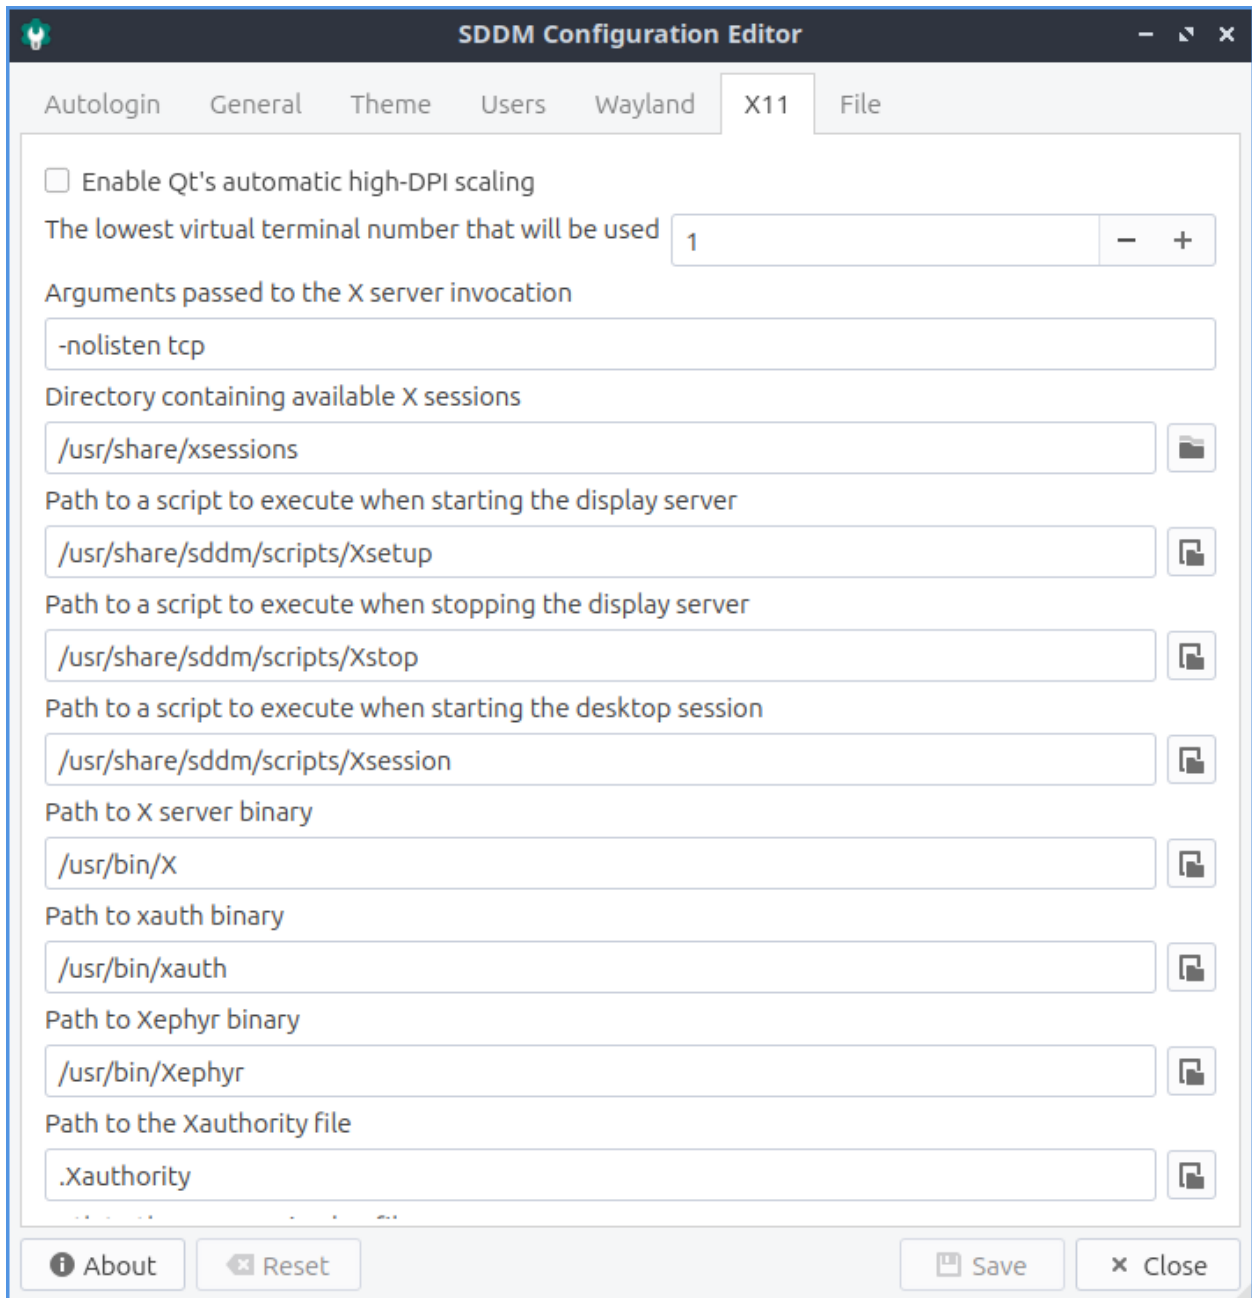 SDDM Configuration Editor
Autologin General Theme Users Wayland X11 File
Enable Qt's automatic high-DPI scaling
The lowest virtual terminal number that will be used 1
Arguments passed to the X server invocation
-nolisten tcp
Directory containing available X sessions
/usr/share/xsessions
Path to a script to execute when starting the display server
/usr/share/sddm/scripts/Xsetup
Path to a script to execute when stopping the display server
/usr/share/sddm/scripts/Xstop
Path to a script to execute when starting the desktop session
/usr/share/sddm/scripts/Xsession
Path to X server binary
/usr/bin/X
Path to xauth binary
/usr/bin/xauth
Path to Xephyr binary
/usr/bin/Xephyr
Path to the Xauthority file
.Xauthority
About Reset Save Close